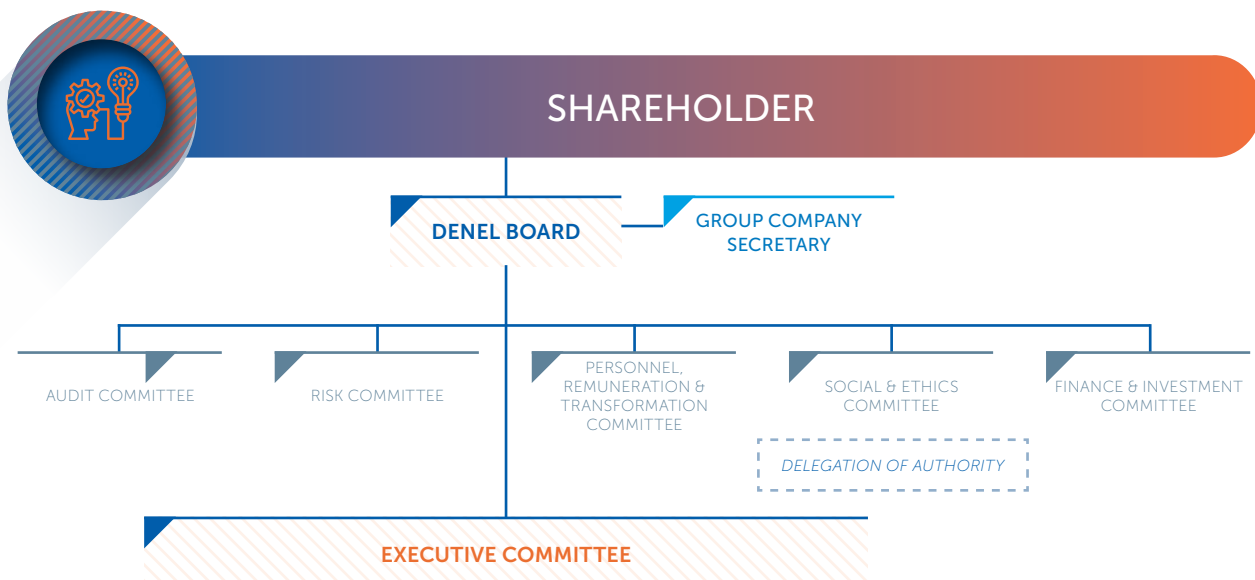 SHAREHOLDER
DENEL BOARD
GROUP COMPANY
SECRETARY
AUDIT COMMITTEE
RISK COMMITTEE
PERSONNEL,
REMUNERATION &
TRANSFORMATION
COMMITTEE
SOCIAL & ETHICS
COMMITTEE
FINANCE & INVESTMENT
COMMITTEE
DELEGATION OF AUTHORITY
EXECUTIVE COMMITTEE